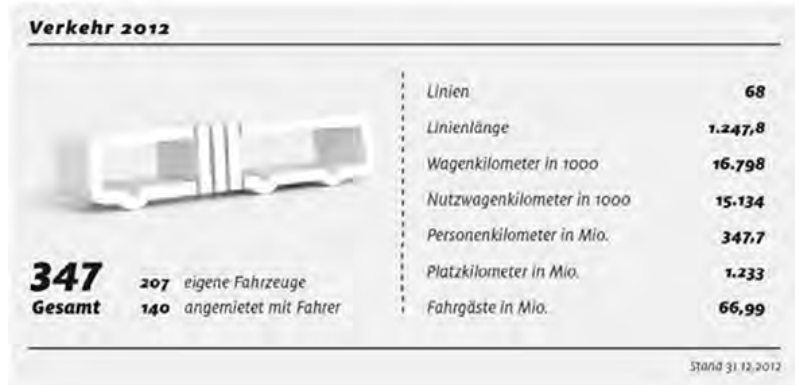 Verkehr 2012
347
Gesamt
207 eigene Fahrzeuge
140 angemietet mit Fahrer
Linien 68
Linienlänge 1.247,8
Wagenkilometer in 1000 16.798
Nutzwagenkilometer in 1000 15.134
Personenkilometer in Mio. 347,7
Platzkilometer in Mio. 1.233
Fahrgäste in Mio. 66,99
Stand 31.12.2012